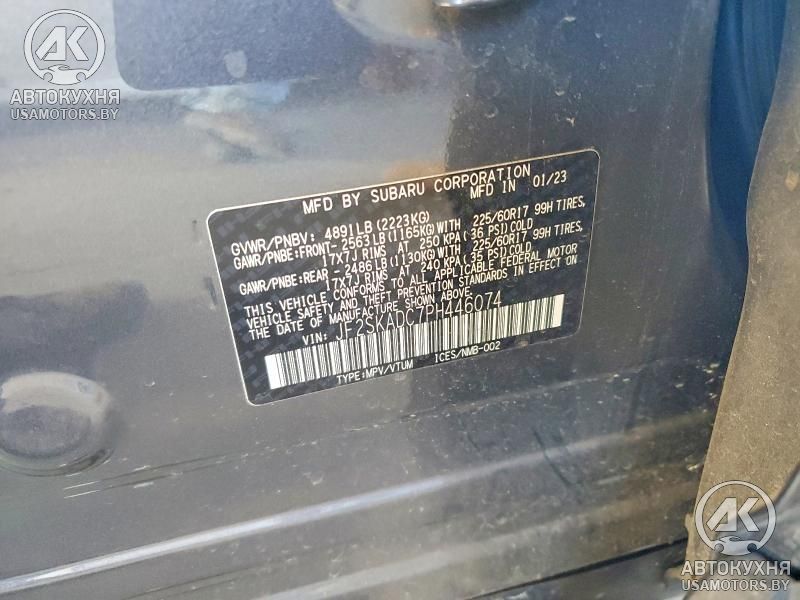 AK
АВТОКУХНЯ
USAMOTORS.BY
MFD BY SUBARU CORPORATION
MFD IN 01/23
GVWR/PNBV: 4891LB(2223KG)
GAWR/PNBE:FRONT-2563LB(1165KG)WITH 225/60R17 99H TIRES,
17x7J RIMS AT 250 KPA(36 PSI)COLD
GAWR/PNBE:REAR -2486LB(1130KG)WITH 225/60R17 99H TIRES,
17x7J RIMS AT 240 KPA(35 PSI)COLD
THIS VEHICLE CONFORMS TO ALL APPLICABLE FEDERAL MOTOR
VEHICLE SAFETY AND THEFT PREVENTION STANDARDS IN EFFECT ON
THE DATE OF MANUFACTURE SHOWN ABOVE.
VIN: JF2SKADC7PH446074
TYPE:MPV/VTUM ICES/NMB-002
AK
АВТОКУХНЯ
USAMOTORS.BY